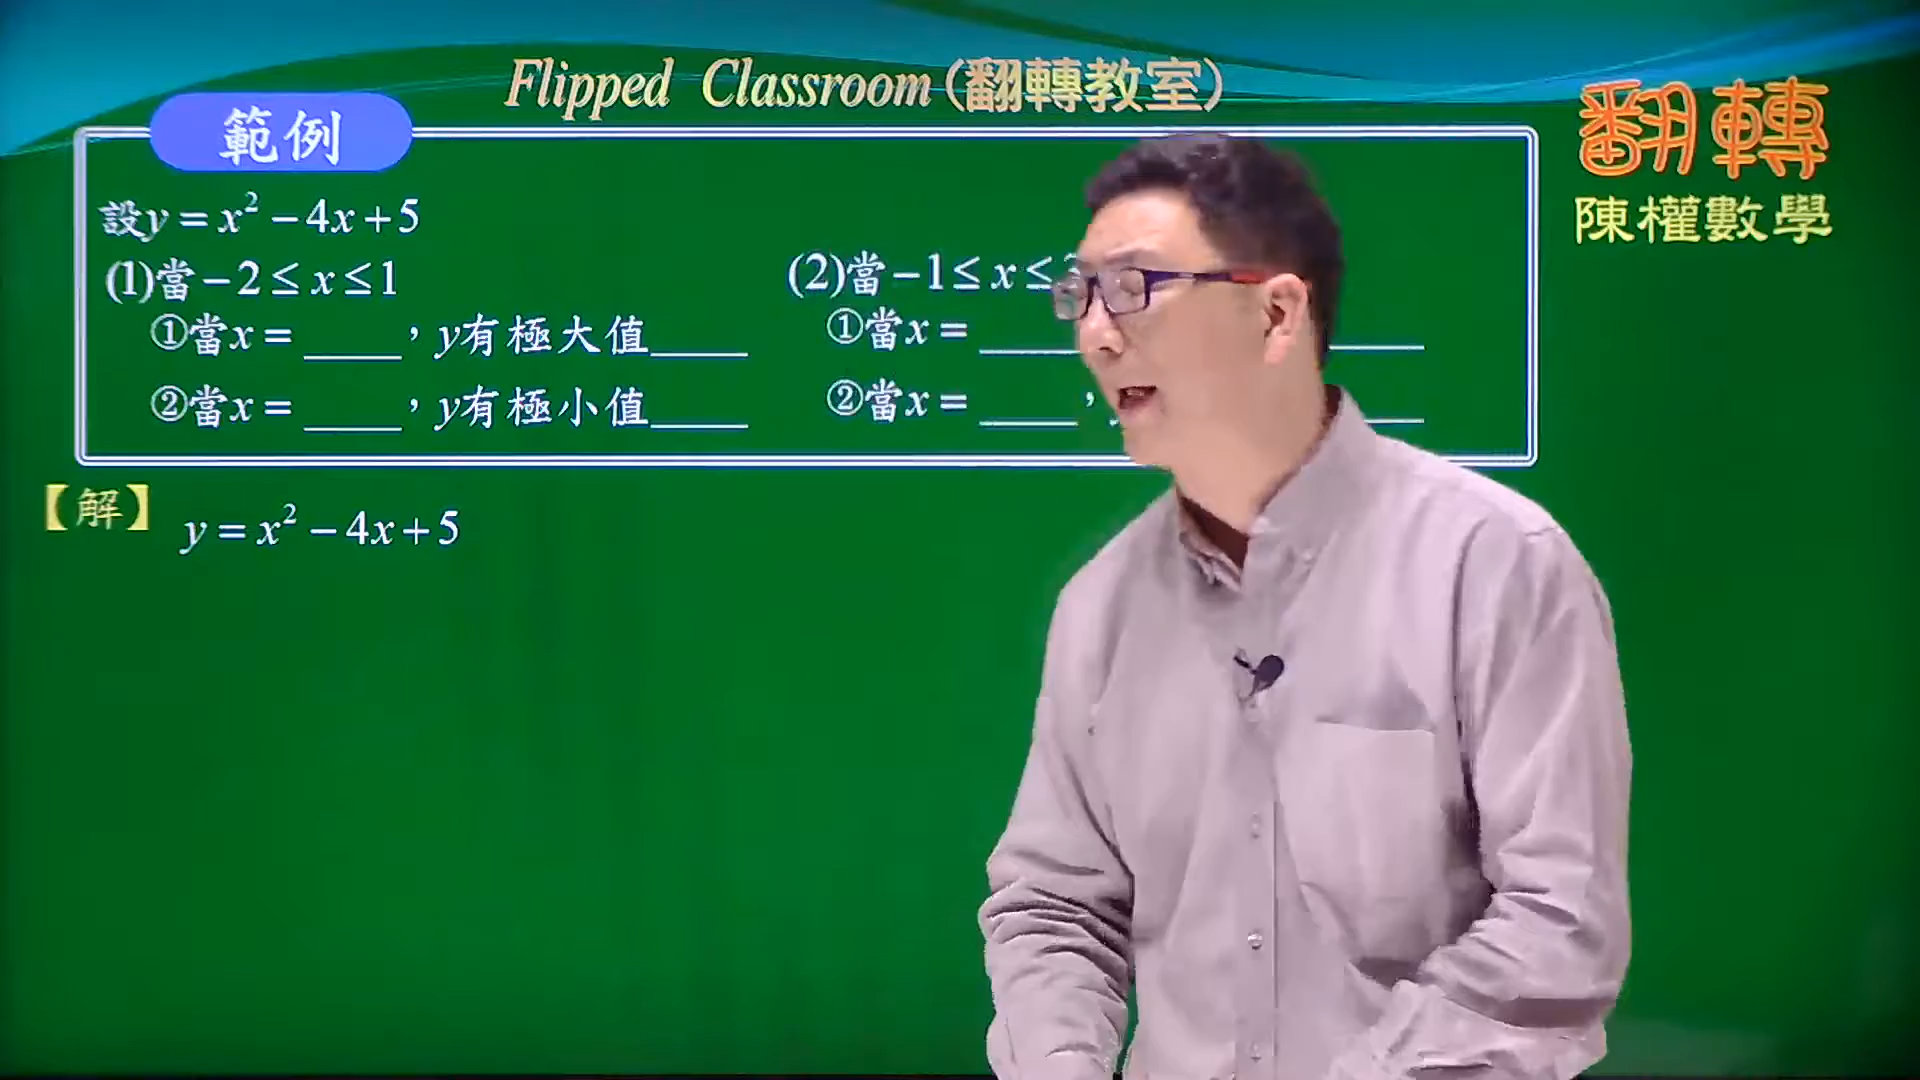 Flipped Classroom(翻轉教室)
翻轉
陳權數學
範例
設y = x² − 4x + 5
(1)當 −2 ≤ x ≤ 1
①當x = ____，y有極大值____
②當x = ____，y有極小值____
(2)當 −1 ≤ x ≤
①當x = ____
②當x = ____，
【解】 y = x² − 4x + 5